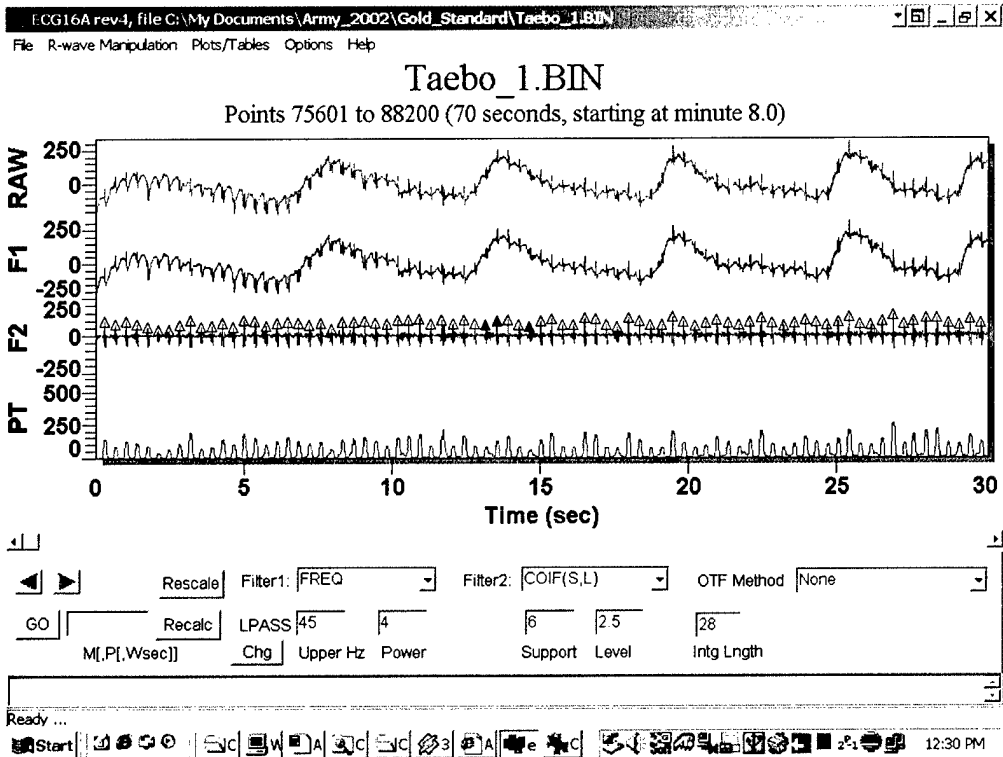 ECG16A rev4, file C:\My Documents\Army_2002\Gold_Standard\Taebo_1.BIN
File R-wave Manipulation Plots/Tables Options Help
Taebo_1.BIN
Points 75601 to 88200 (70 seconds, starting at minute 8.0)
RAW
250
0
F1
250
0
-250
F2
250
0
-250
PT
500
250
0
0 5 10 15 20 25 30
Time (sec)
Rescale Filter1: FREQ Filter2: COIF(S,L) OTF Method None
GO Recalc LPASS 45 4 6 2.5 28
M[,P[,Wsec]] Chg Upper Hz Power Support Level Intg Lngth
Ready ...
Start C W A C C 3 A e C 12:30 PM